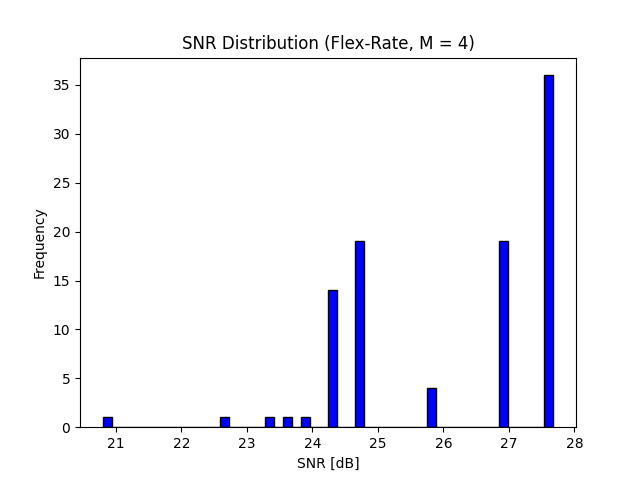 SNR Distribution (Flex-Rate, M = 4)
Frequency
35
30
25
20
15
10
5
0
21 22 23 24 25 26 27 28
SNR [dB]